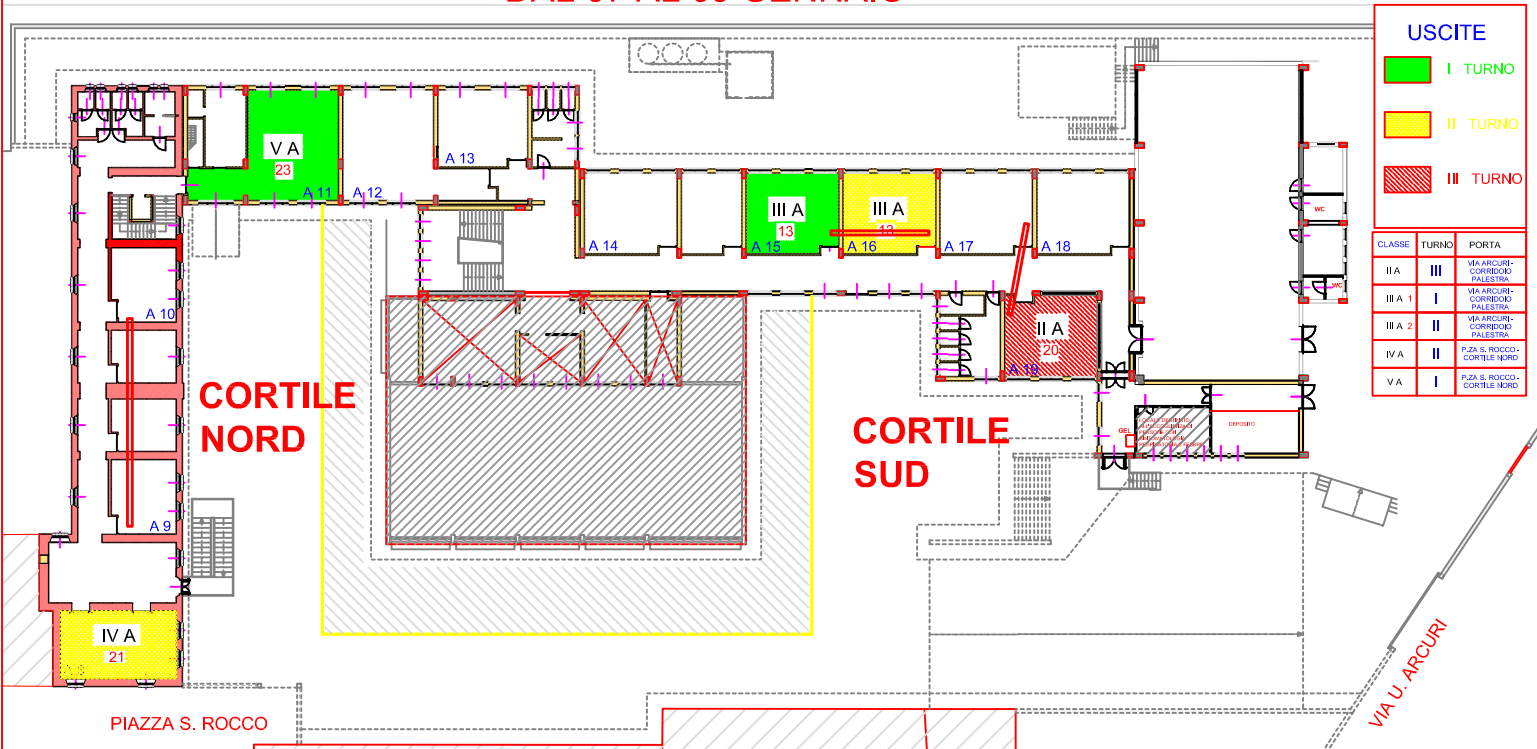 USCITE
I TURNO
II TURNO
III TURNO
CLASSE TURNO PORTA
II A III VIA ARCURI - CORRIDOIO PALESTRA
III A 1 I VIA ARCURI - CORRIDOIO PALESTRA
III A 2 II VIA ARCURI - CORRIDOIO PALESTRA
IV A II P.ZA S. ROCCO - CORTILE NORD
V A I P.ZA S. ROCCO - CORTILE NORD
V A
23
A 11
A 12
A 13
III A
13
III A
A 14
A 15
A 16
A 17
A 18
A 10
II A
20
A 19
A 9
CORTILE
NORD
CORTILE
SUD
WC
WC
GEL
DEPOSITO
IV A
21
PIAZZA S. ROCCO
VIA U. ARCURI